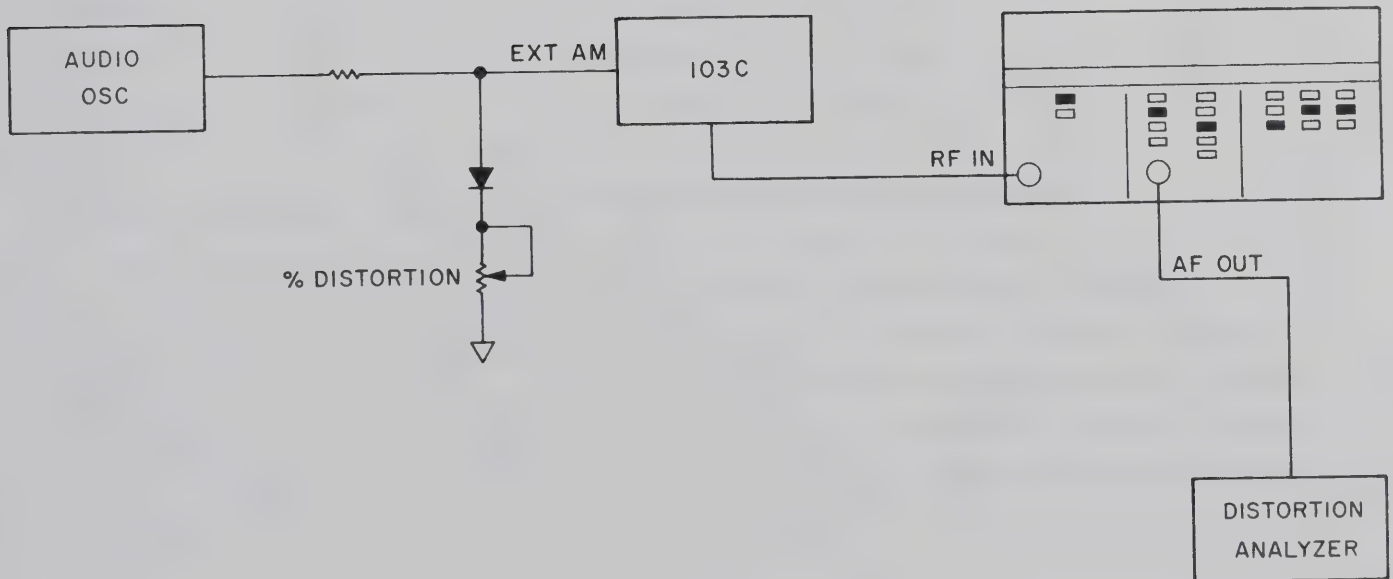 AUDIO
OSC
EXT AM
103C
RF IN
% DISTORTION
AF OUT
DISTORTION
ANALYZER